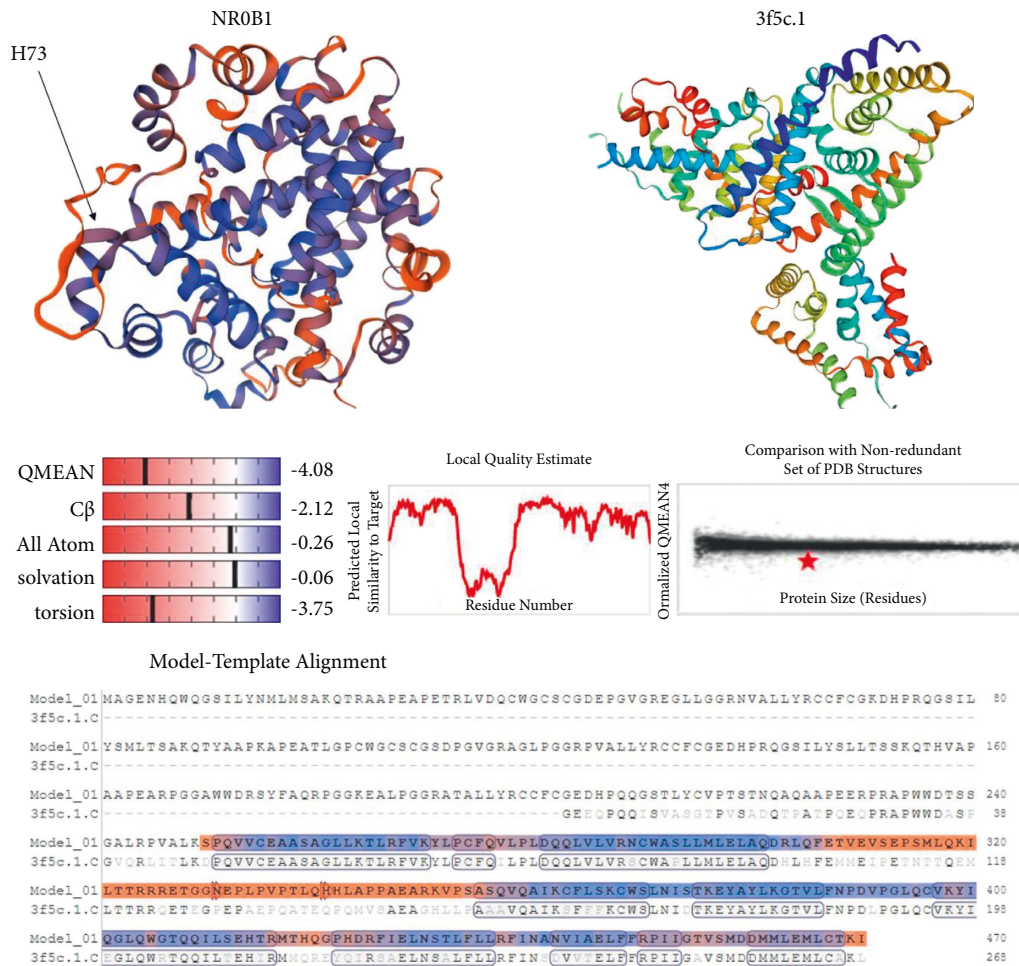 NR0B1
3f5c.1
H73
QMEAN -4.08
Cβ -2.12
All Atom -0.26
solvation -0.06
torsion -3.75
Local Quality Estimate
Predicted Local
Similarity to Target
Residue Number
Comparison with Non-redundant
Set of PDB Structures
Ormalized QMEAN4
Protein Size (Residues)
Model-Template Alignment
Model_01 MAGENHQWQGSILYNMLMSAKQTRAAPEAPETRLVDQCWGCSCGDEPGVGREGLLGGRNVALLYRCCFCGKDHPRQGSIL 80
3f5c.1.C --------------------------------------------------------------------------------
Model_01 YSMLTSAKQTYAAPKAPEATLGPCWGCSCGSDPGVGRAGLPGGRPVALLYRCCFCGEDHPRQGSILYSLLTSSKQTHVAP 160
3f5c.1.C --------------------------------------------------------------------------------
Model_01 AAPEARPGGAWWDRSYFAQRPGGKEALPGGRATALLYRCCFCGEDHPQQGSTLYCVPTSTNQAQAAPEERPRAPWWDTSS 240
3f5c.1.C ------------------------------------------GEEQPQQGSVASGTPVSADQTPATPQEQPRAPWWDASP 38
Model_01 GALRPVALKSPQVVCEAASAGLLKTLRFVKYLPCFQVLPLDQQLVLVRNCWASLLMLELAQDRLQFETVEVSEPSMLQKI 320
3f5c.1.C GVQRLITLKDPQVVCEAASAGLLKTLRFVKYLPCFQILPLDQQLVLVRSCWAPLLMLELAQDHLHFEMMEIPETNTTQEM 118
Model_01 LTTRRRETGGNEPLPVPTLQHHLAPPAEARKVPSASQVQAIKCFLSKCWSLNISTKEYAYLKGTVLFNPDVPGLQCVKYI 400
3f5c.1.C LTTRRQETEGPEPAEPQATEQPQMVSAEAGHLLPAAAVQAIKSFFFKCWSLNIDTKEYAYLKGTVLFNPDLPGLQCVKYI 198
Model_01 QGLQWGTQQILSEHTRMTHQGPHDRFIELNSTLFLLRFINANVIAELFFRPIIGTVSMDDMMLEMLCTKI 470
3f5c.1.C EGLQWRTQQILTEHIRMMQREYQIRSAELNSALFLLRFINSDVVTELFFRPIIGAVSMDDMMLEMLCAKL 268